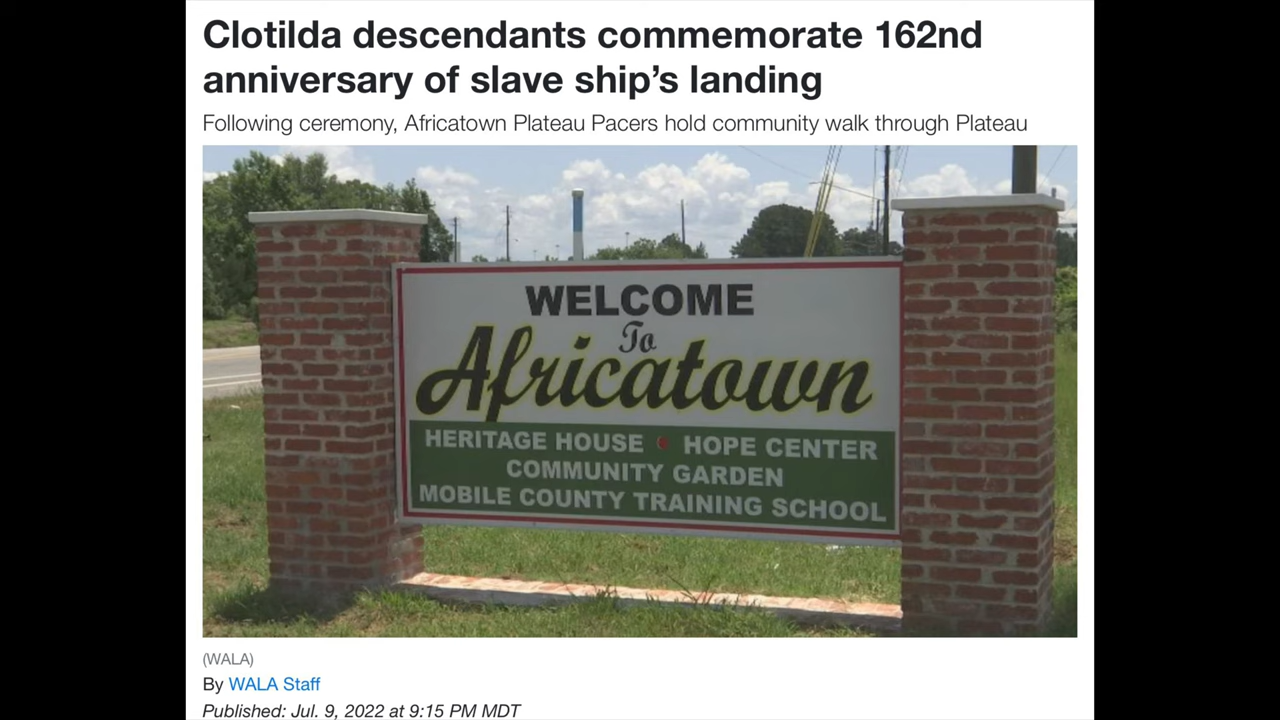 Clotilda descendants commemorate 162nd
anniversary of slave ship’s landing
Following ceremony, Africatown Plateau Pacers hold community walk through Plateau
WELCOME
To
Africatown
HERITAGE HOUSE • HOPE CENTER
COMMUNITY GARDEN
MOBILE COUNTY TRAINING SCHOOL
(WALA)
By WALA Staff
Published: Jul. 9, 2022 at 9:15 PM MDT